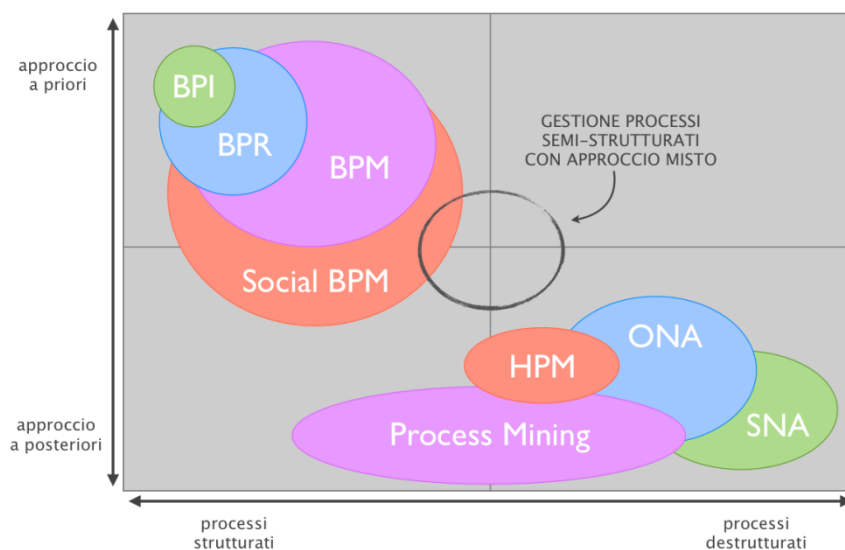 approccio
a priori
BPI
BPR
BPM
GESTIONE PROCESSI
SEMI-STRUTTURATI
CON APPROCCIO MISTO
Social BPM
ONA
HPM
SNA
Process Mining
approccio
a posteriori
processi
strutturati
processi
destrutturati